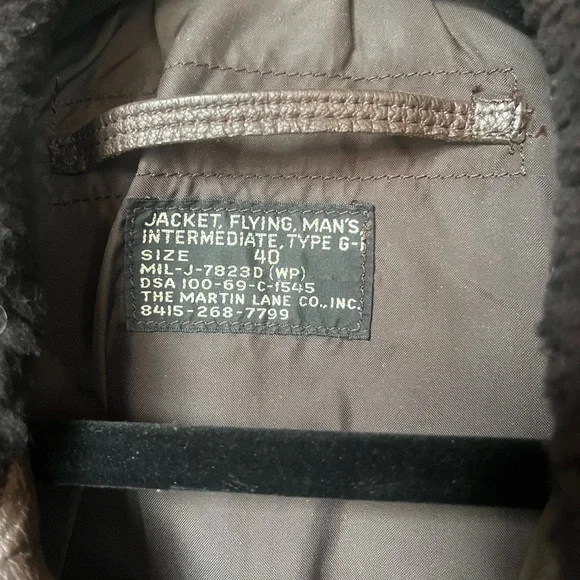 JACKET, FLYING, MAN'S
INTERMEDIATE, TYPE G-1
SIZE 40
MIL-J-7823D (WP)
DSA 100-69-C-1545
THE MARTIN LANE CO., INC.
8415-268-7799